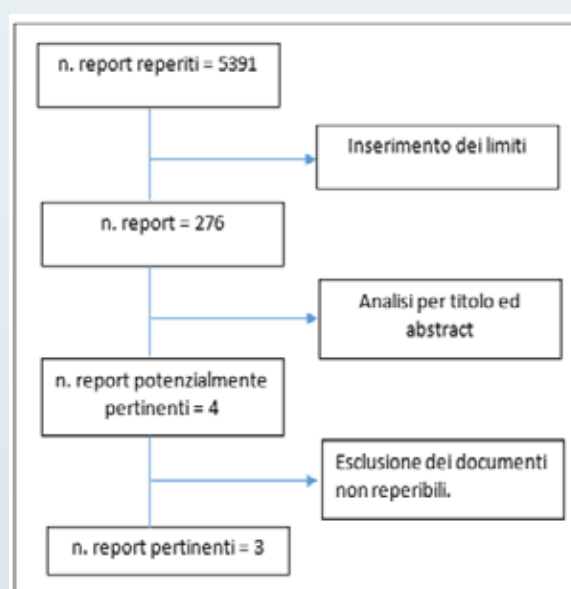 n. report reperiti = 5391
Inserimento dei limiti
n. report = 276
Analisi per titolo ed
abstract
n. report potenzialmente
pertinenti = 4
Esclusione dei documenti
non reperibili.
n. report pertinenti = 3